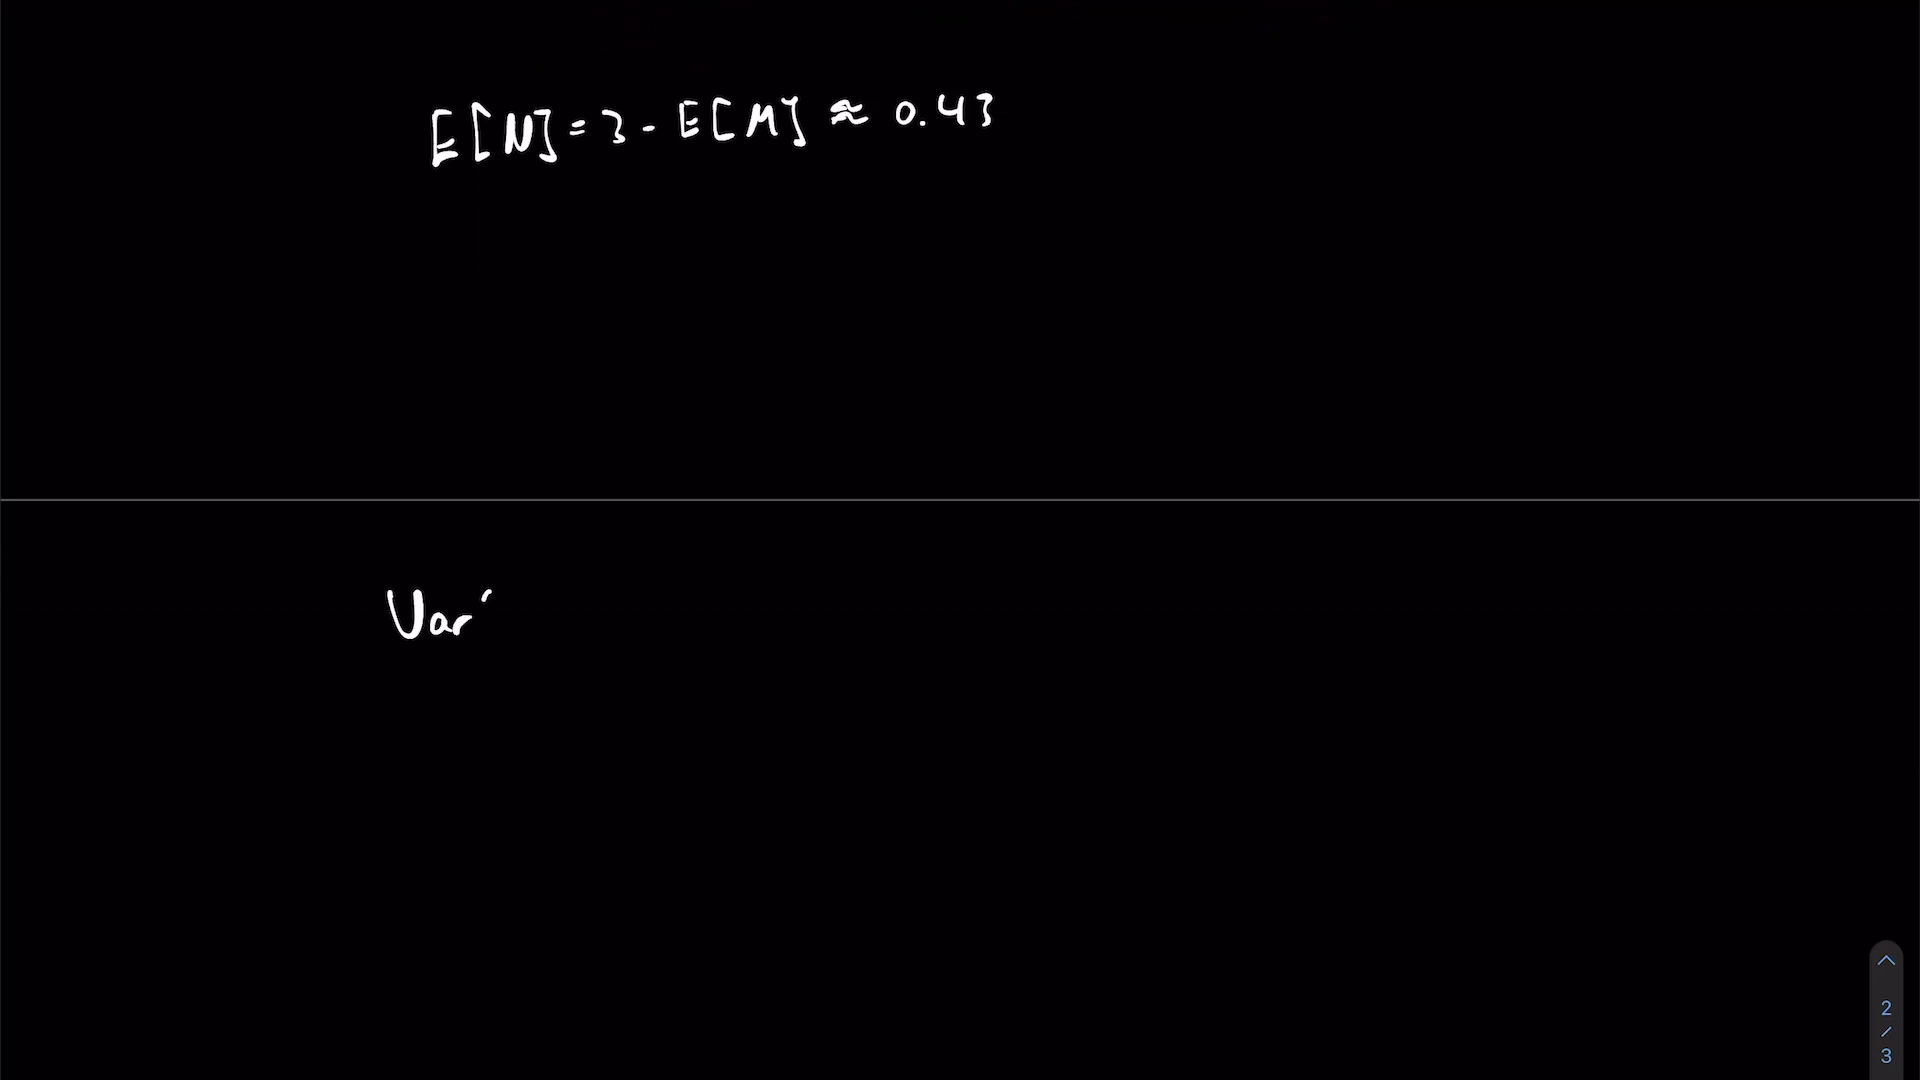 E[N] = 3 - E[M] ≈ 0.43
Var
2
/
3